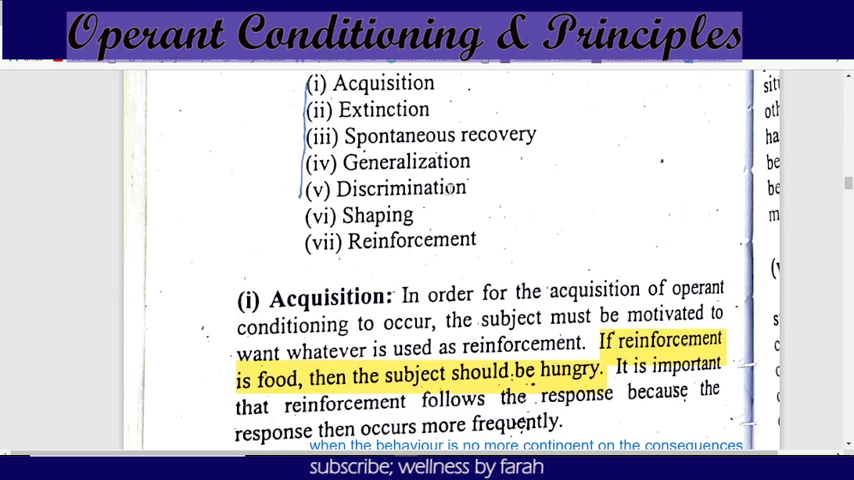 Operant Conditioning & Principles
(i) Acquisition
(ii) Extinction
(iii) Spontaneous recovery
(iv) Generalization
(v) Discrimination
(vi) Shaping
(vii) Reinforcement
(i) Acquisition: In order for the acquisition of operant
conditioning to occur, the subject must be motivated to
want whatever is used as reinforcement. If reinforcement
is food, then the subject should be hungry. It is important
that reinforcement follows the response because the
response then occurs more frequently.
when the behaviour is no more contingent on the consequences
subscribe; wellness by farah